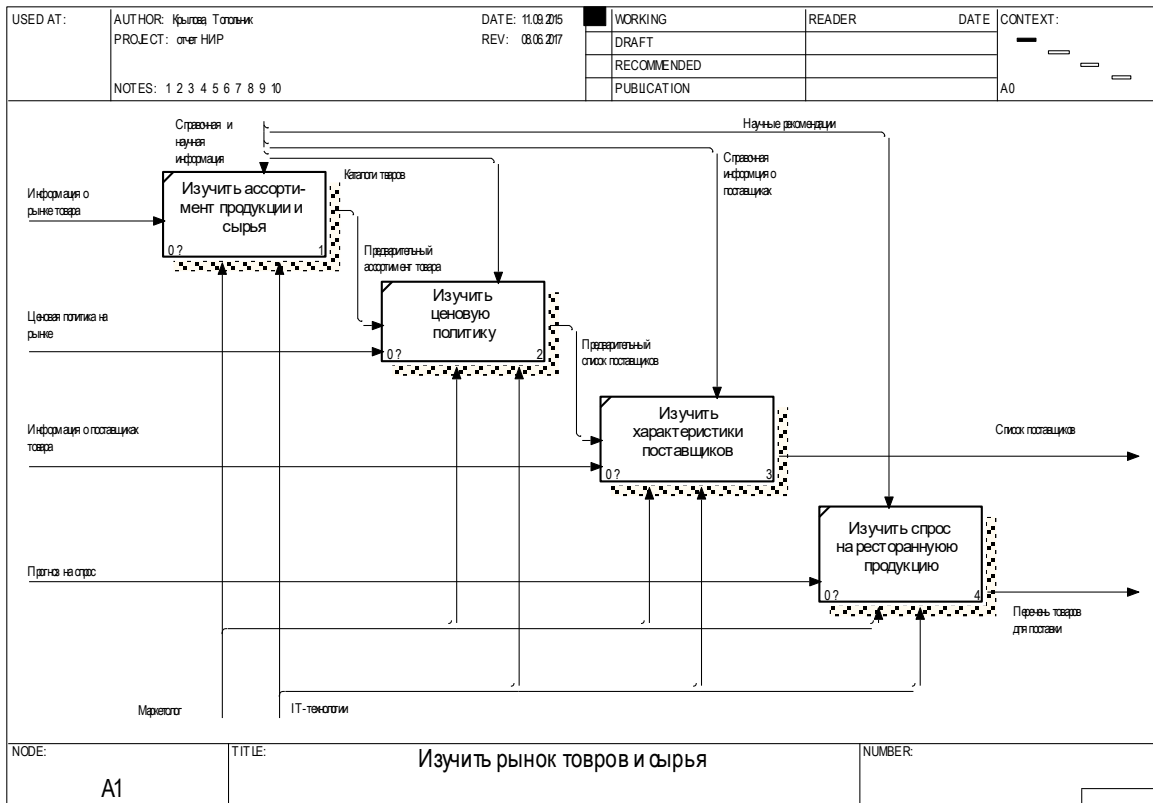 USED AT:
AUTHOR: Крылова, Топольник
DATE: 11.09.2015
WORKING
READER
DATE
CONTEXT:
PROJECT: отчет НИР
REV: 08.06.2017
DRAFT
RECOMMENDED
NOTES: 1 2 3 4 5 6 7 8 9 10
PUBLICATION
A0
Справочная и
научная
информация
Научные рекомендации
Каталоги товаров
Справочная
информция о
поставщиках
Информация о
рынке товара
Изучить ассорти-
мент продукции и
сырья
0 ?
1
Предварительный
ассортимент товара
Ценовая политика на
рынке
Изучить
ценовую
политику
0 ?
2
Предварительный
список поставщиков
Информация о поставщиках
товара
Изучить
характеристики
поставщиков
0 ?
3
Список поставщиков
Прогноз на спрос
Изучить спрос
на рестораннуюю
продукцию
0 ?
4
Перечень товаров
для поставки
Маркетолог
IT - технологии
NODE:
A1
TITLE:
Изучить рынок товров и сырья
NUMBER: